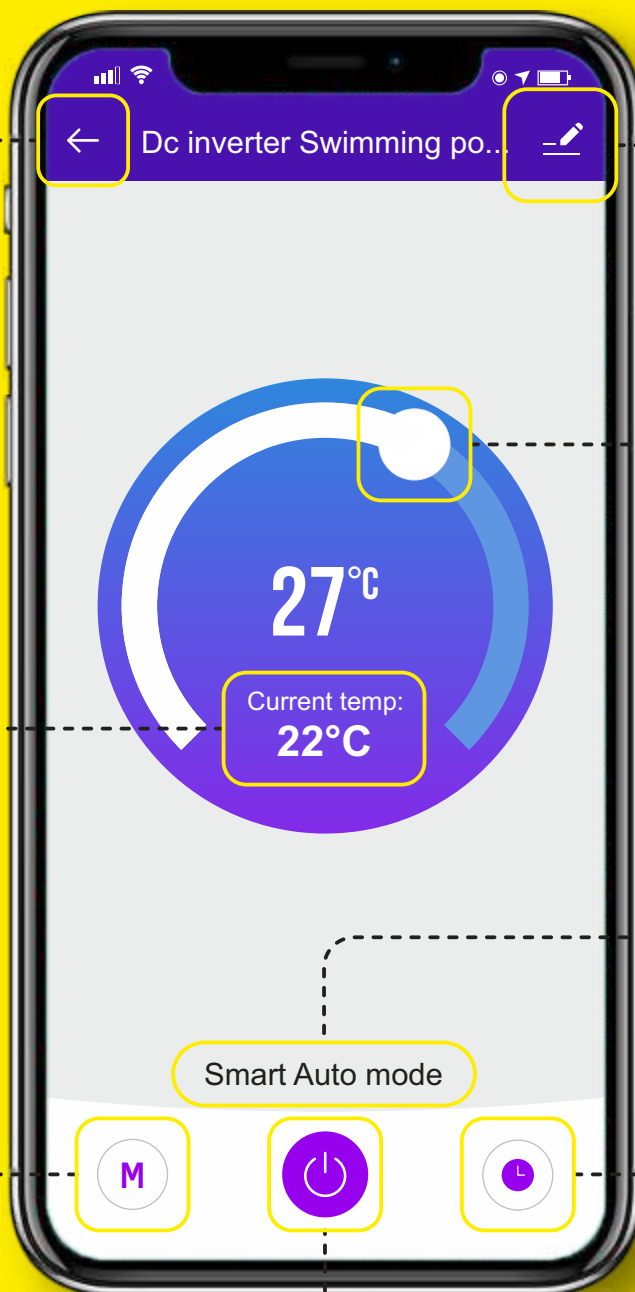 Dc inverter Swimming po...
27°C
Current temp:
22°C
Smart Auto mode
M